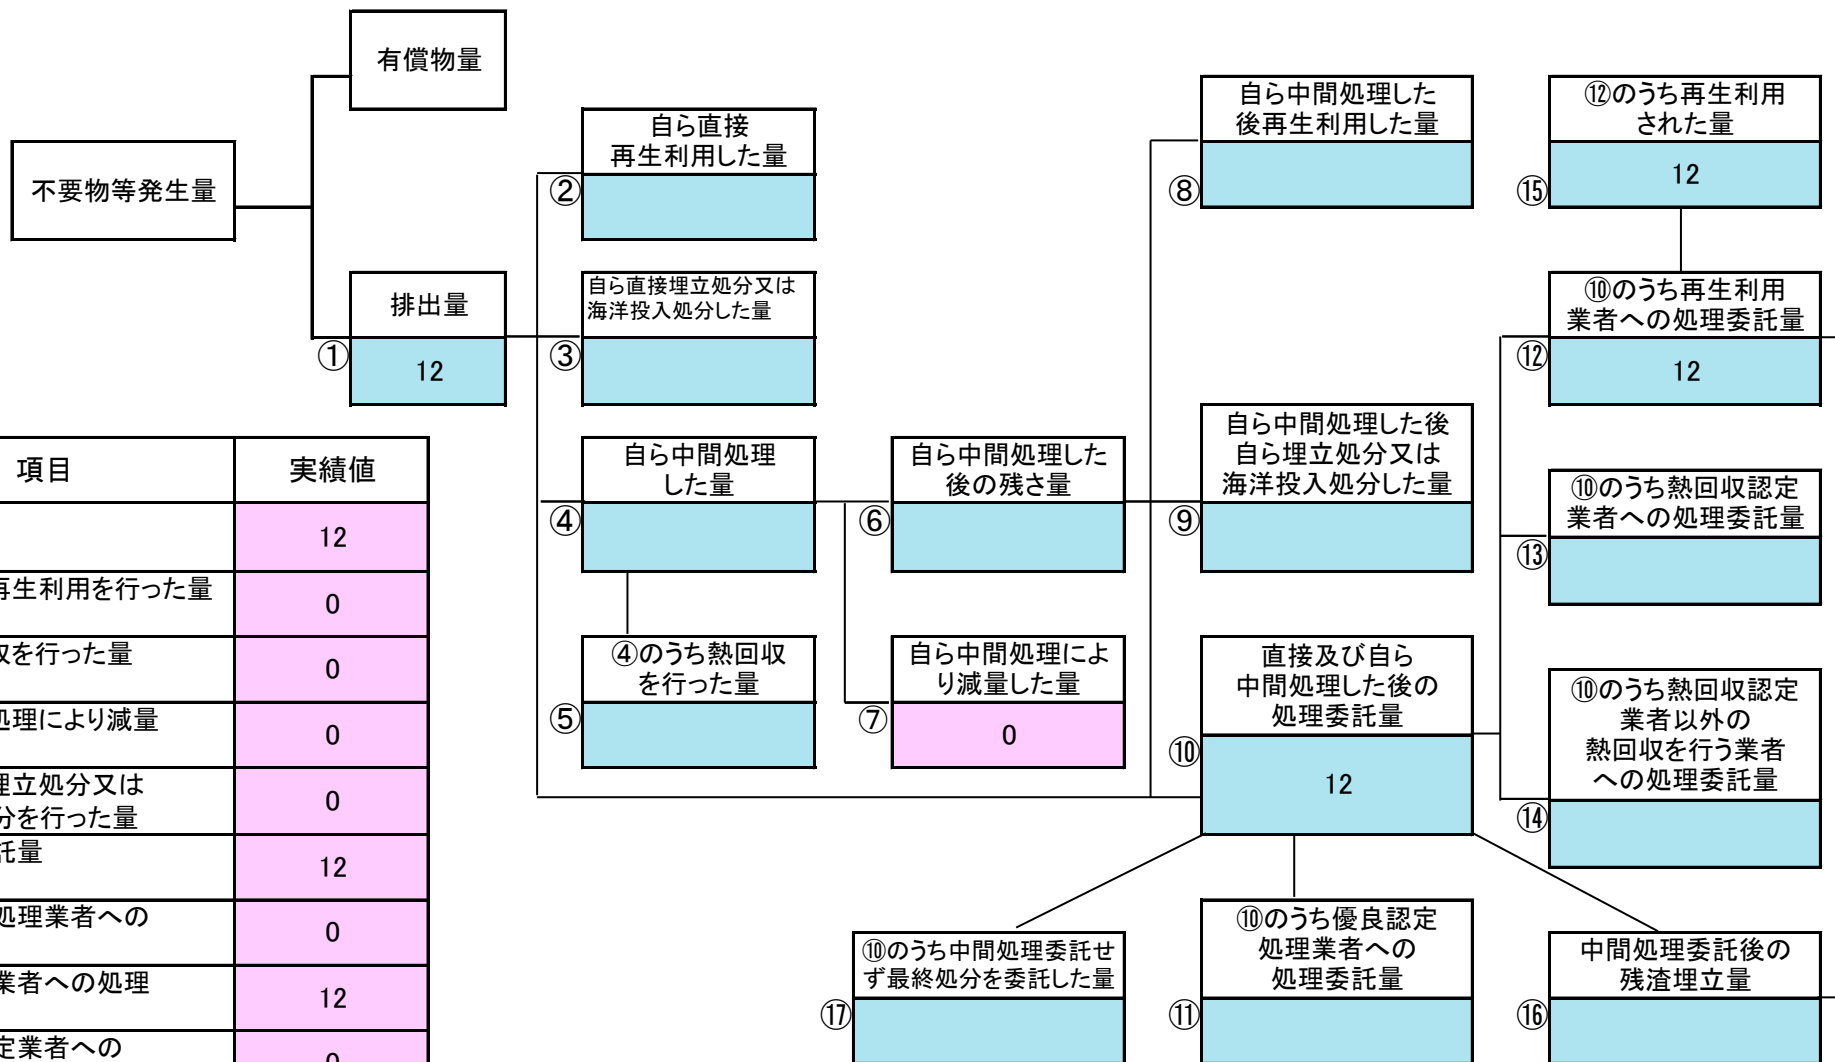 有償物量
不要物等発生量
排出量
①
12
自ら直接
再生利用した量
②
自ら直接埋立処分又は
海洋投入処分した量
③
自ら中間処理
した量
④
④のうち熱回収
を行った量
⑤
自ら中間処理した
後の残さ量
⑥
自ら中間処理によ
り減量した量
⑦
0
自ら中間処理した
後再生利用した量
⑧
自ら中間処理した後
自ら埋立処分又は
海洋投入処分した量
⑨
直接及び自ら
中間処理した後の
処理委託量
⑩
12
⑫のうち再生利用
された量
⑮
12
⑩のうち再生利用
業者への処理委託量
⑫
12
⑩のうち熱回収認定
業者への処理委託量
⑬
⑩のうち熱回収認定
業者以外の
熱回収を行う業者
への処理委託量
⑭
⑩のうち中間処理委託せ
ず最終処分を委託した量
⑰
⑩のうち優良認定
処理業者への
処理委託量
⑪
中間処理委託後の
残渣埋立量
⑯
項目 実績値
12
再生利用を行った量 0
を行った量 0
処理により減量 0
埋立処分又は
を行った量 0
託量 12
処理業者への 0
業者への処理 12
定業者への 0